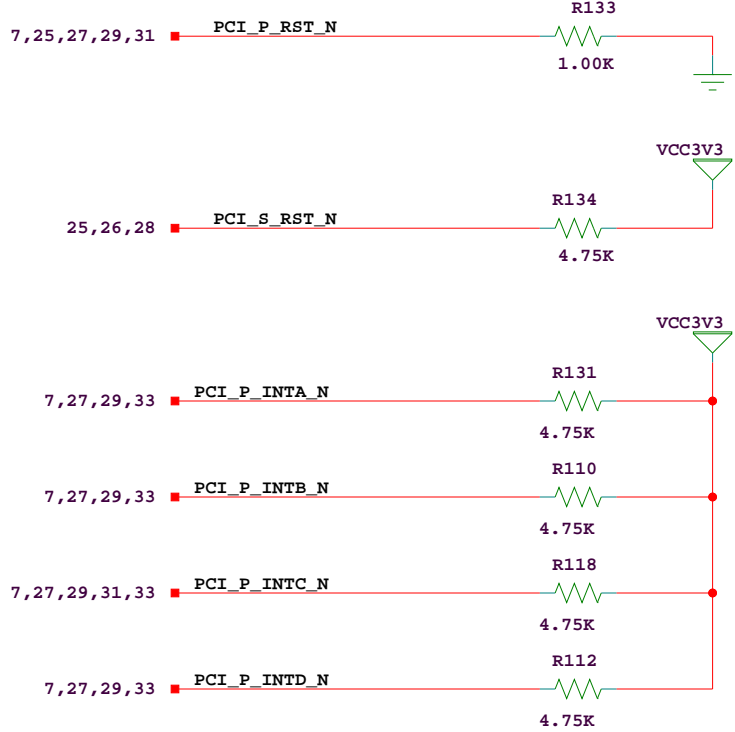 R133
7,25,27,29,31 PCI_P_RST_N
1.00K
VCC3V3
R134
25,26,28 PCI_S_RST_N
4.75K
VCC3V3
R131
7,27,29,33 PCI_P_INTA_N
4.75K
R110
7,27,29,33 PCI_P_INTB_N
4.75K
R118
7,27,29,31,33 PCI_P_INTC_N
4.75K
R112
7,27,29,33 PCI_P_INTD_N
4.75K